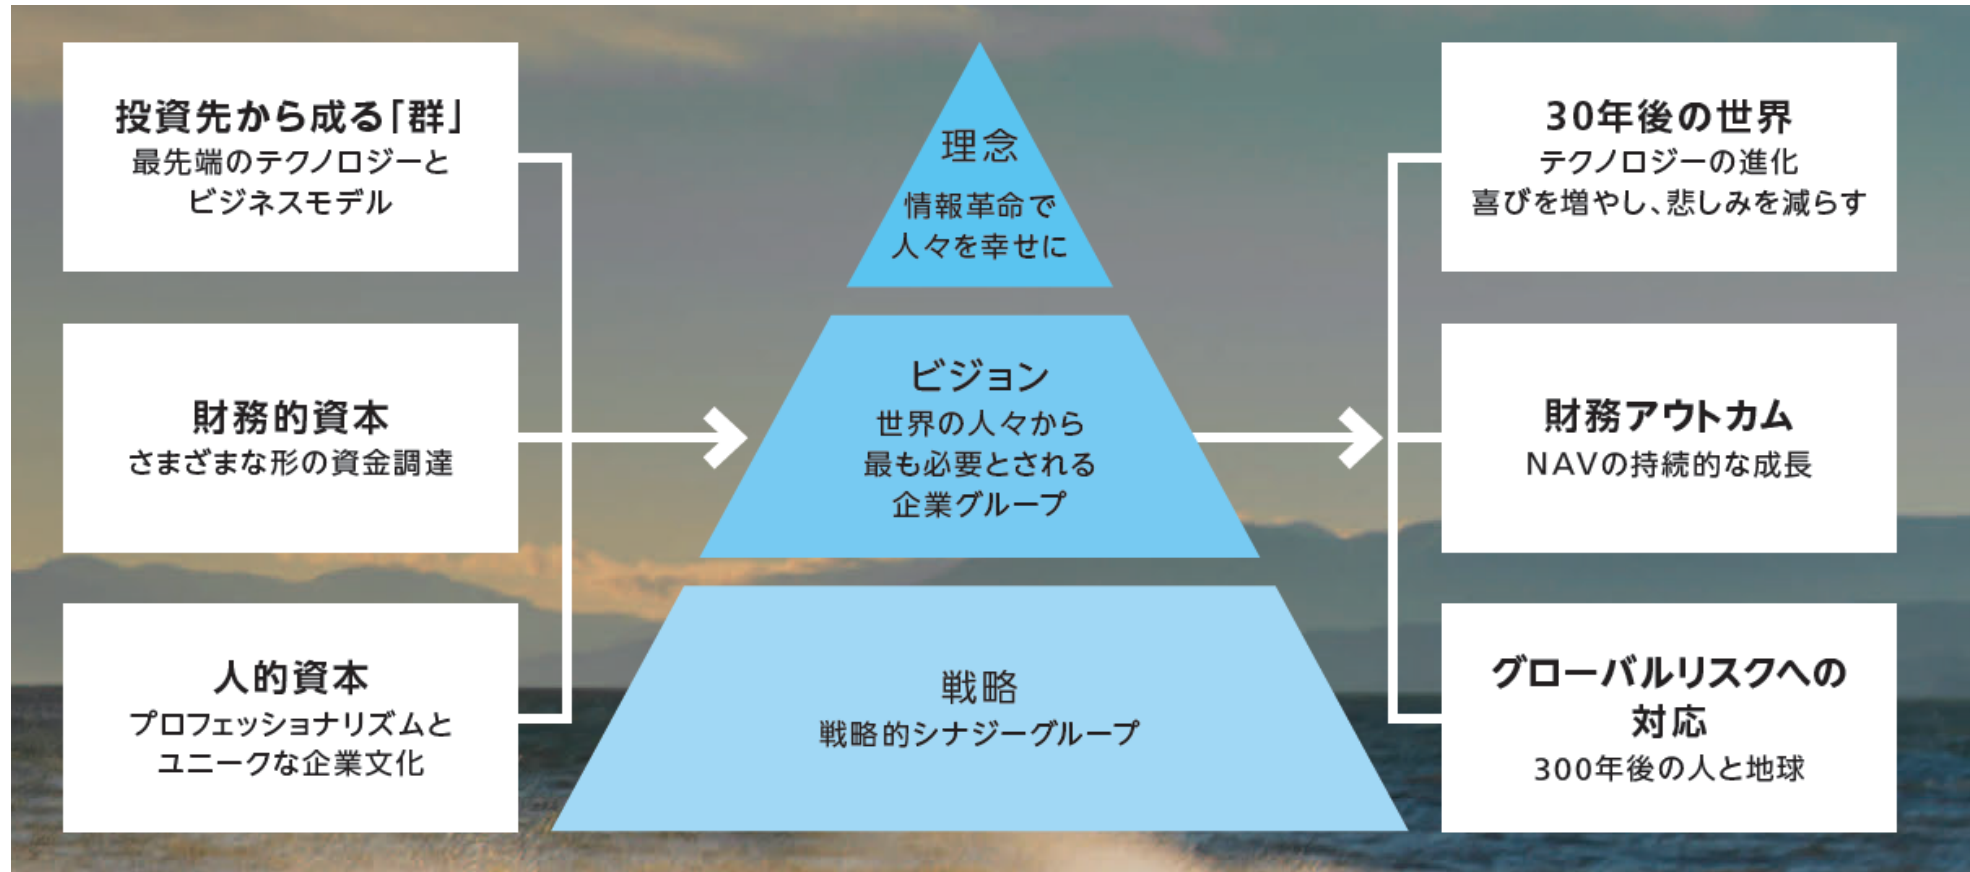 投資先から成る「群」
最先端のテクノロジーと
ビジネスモデル
財務的資本
さまざまな形の資金調達
人的資本
プロフェッショナリズムと
ユニークな企業文化
理念
情報革命で
人々を幸せに
ビジョン
世界の人々から
最も必要とされる
企業グループ
戦略
戦略的シナジーグループ
30年後の世界
テクノロジーの進化
喜びを増やし、悲しみを減らす
財務アウトカム
NAVの持続的な成長
グローバルリスクへの
対応
300年後の人と地球